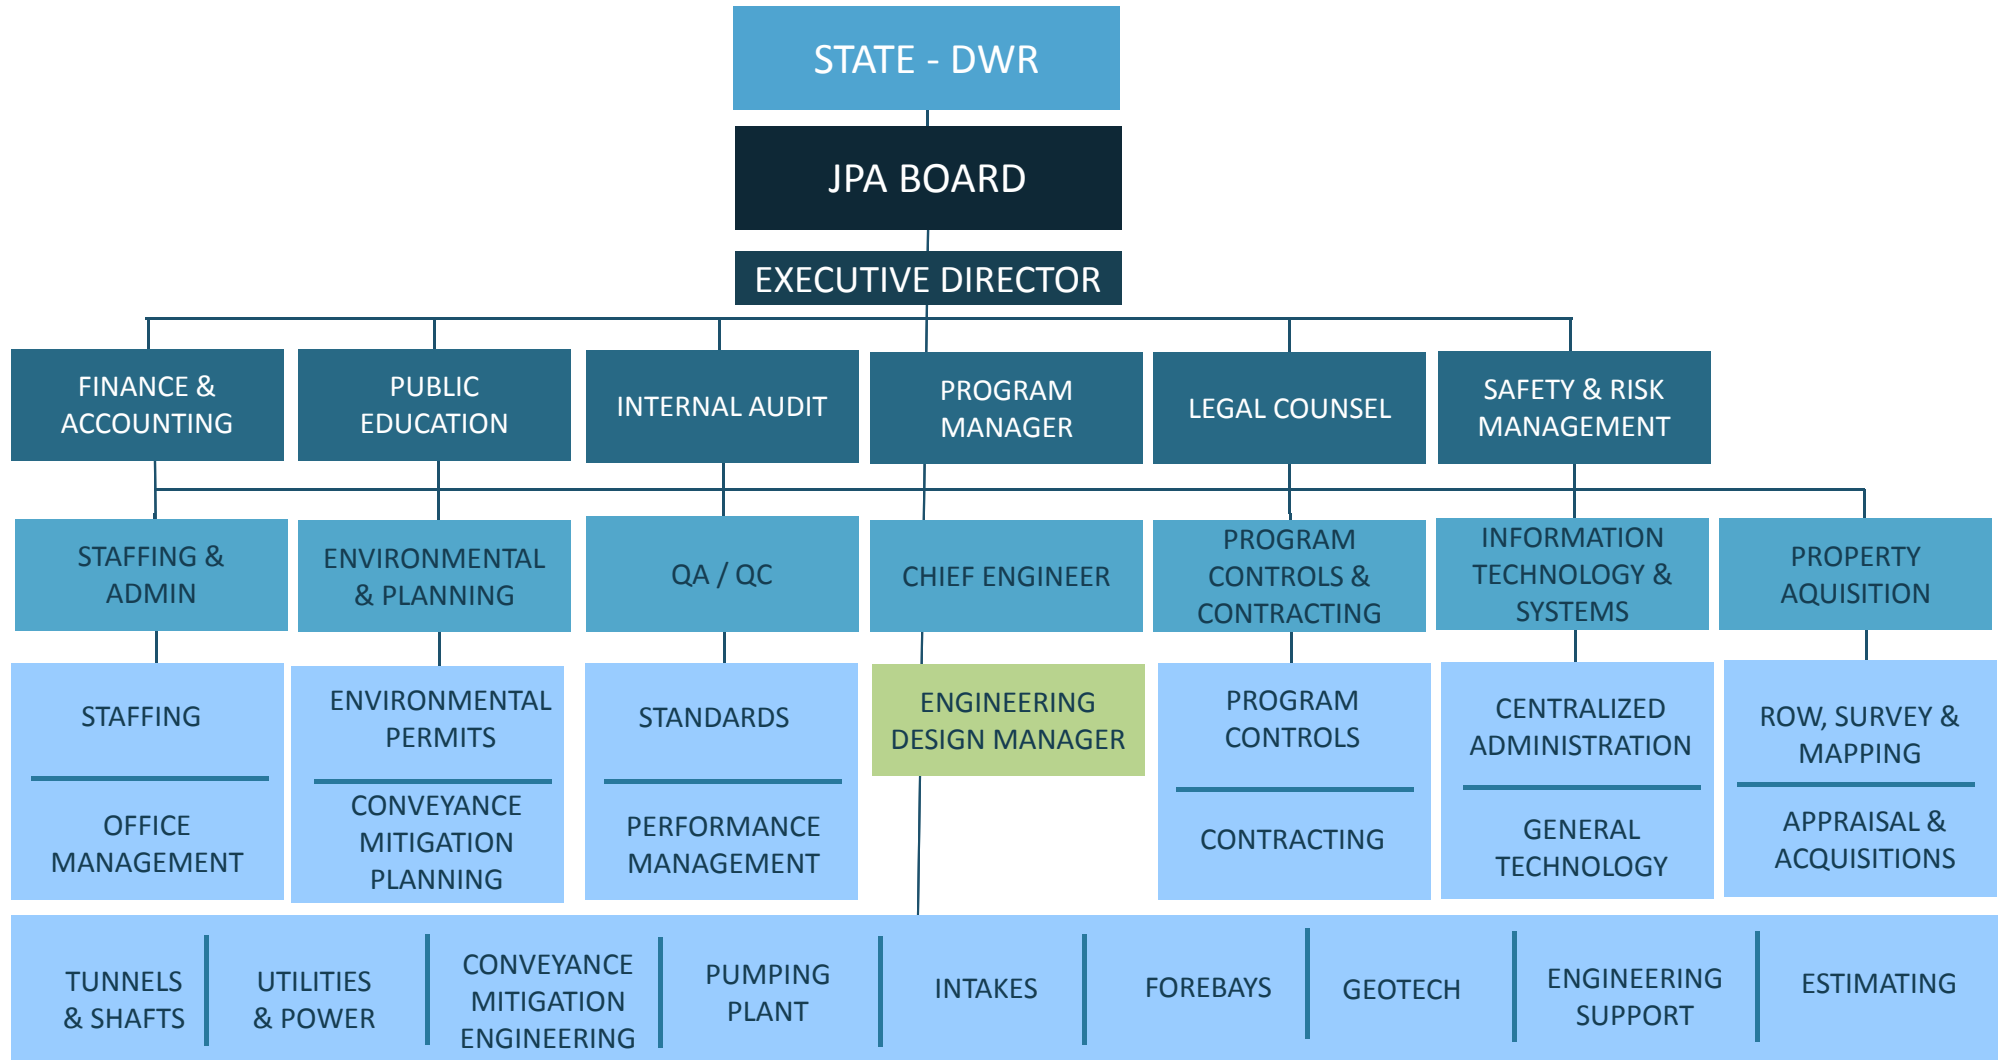 STATE - DWR
JPA BOARD
EXECUTIVE DIRECTOR
FINANCE &
ACCOUNTING
PUBLIC
EDUCATION
INTERNAL AUDIT
PROGRAM
MANAGER
LEGAL COUNSEL
SAFETY & RISK
MANAGEMENT
STAFFING &
ADMIN
ENVIRONMENTAL
& PLANNING
QA / QC
CHIEF ENGINEER
PROGRAM
CONTROLS &
CONTRACTING
INFORMATION
TECHNOLOGY &
SYSTEMS
PROPERTY
AQUISITION
STAFFING
OFFICE
MANAGEMENT
ENVIRONMENTAL
PERMITS
CONVEYANCE
MITIGATION
PLANNING
STANDARDS
PERFORMANCE
MANAGEMENT
ENGINEERING
DESIGN MANAGER
PROGRAM
CONTROLS
CONTRACTING
CENTRALIZED
ADMINISTRATION
GENERAL
TECHNOLOGY
ROW, SURVEY &
MAPPING
APPRAISAL &
ACQUISITIONS
TUNNELS
& SHAFTS
UTILITIES
& POWER
CONVEYANCE
MITIGATION
ENGINEERING
PUMPING
PLANT
INTAKES
FOREBAYS
GEOTECH
ENGINEERING
SUPPORT
ESTIMATING